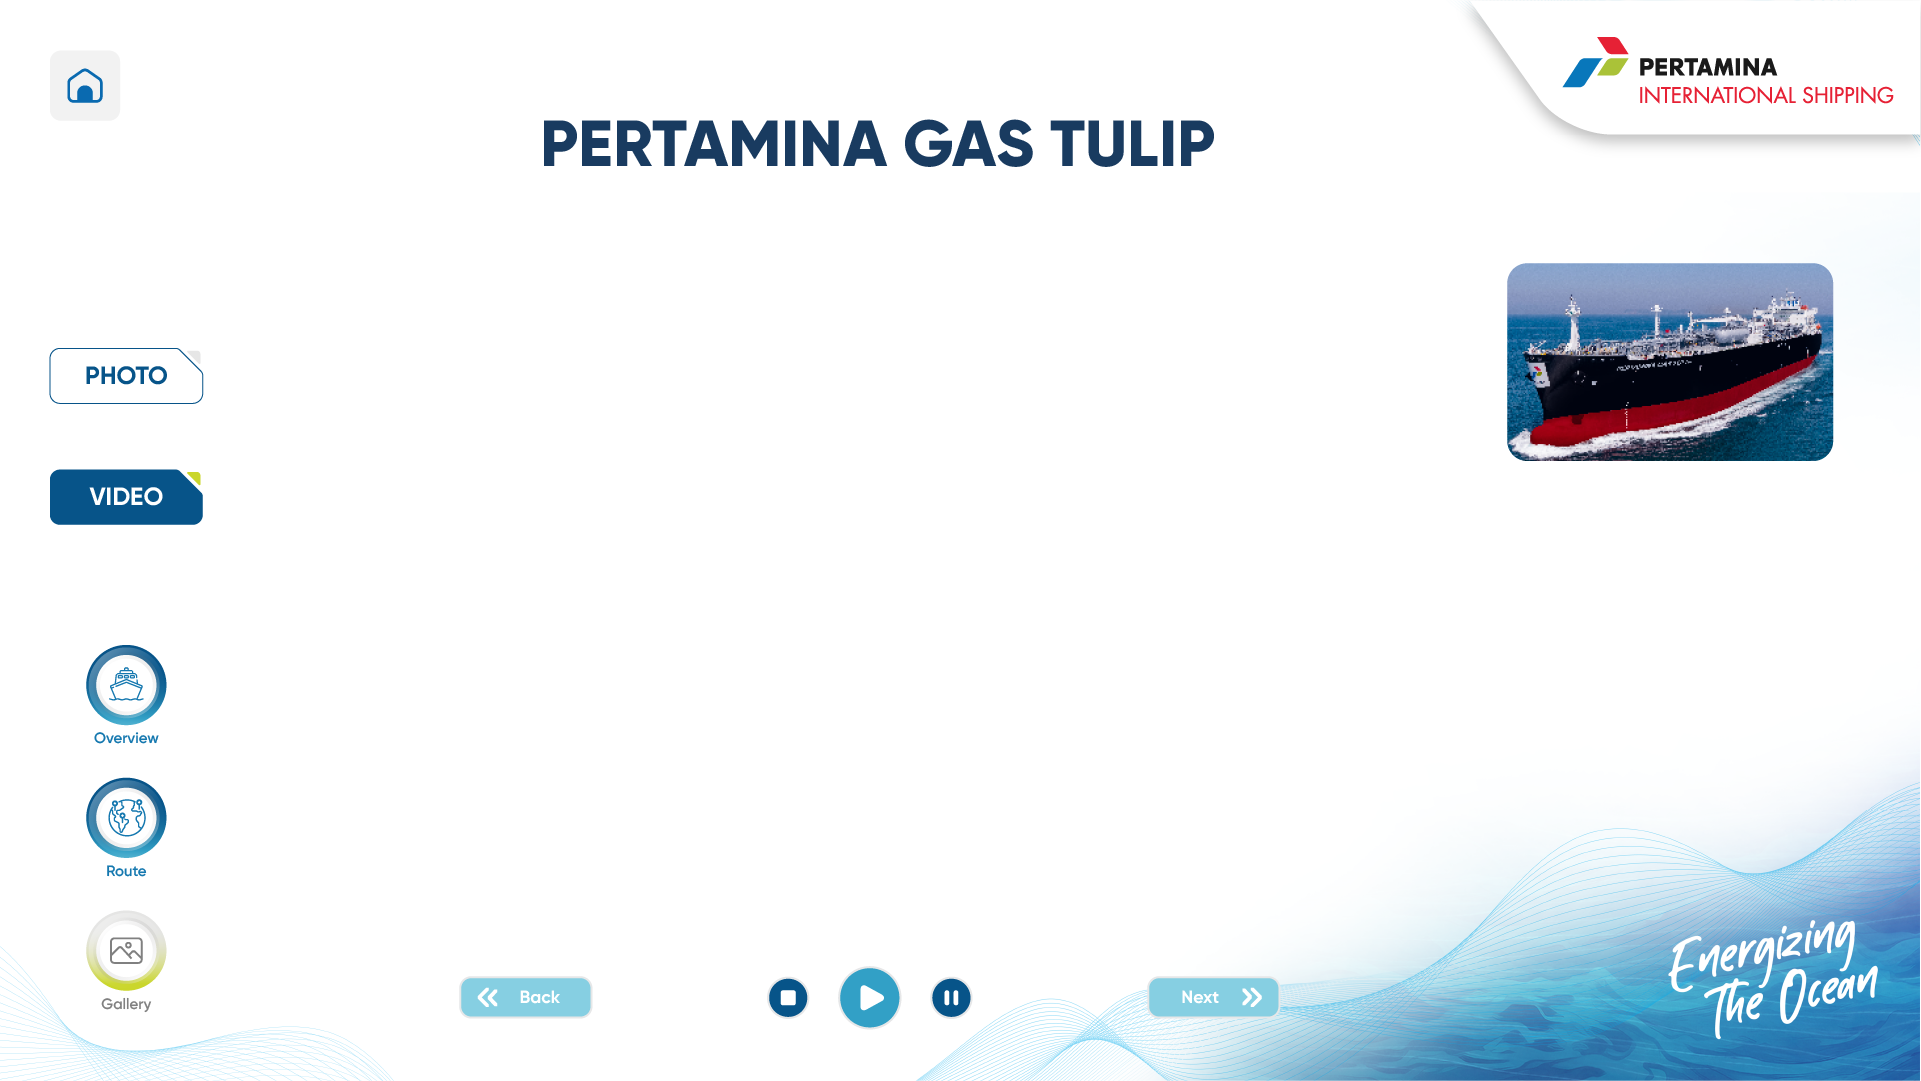 PERTAMINA
INTERNATIONAL SHIPPING
PERTAMINA GAS TULIP
PHOTO
VIDEO
Overview
Route
Gallery
Back
Next
Energizing
The Ocean